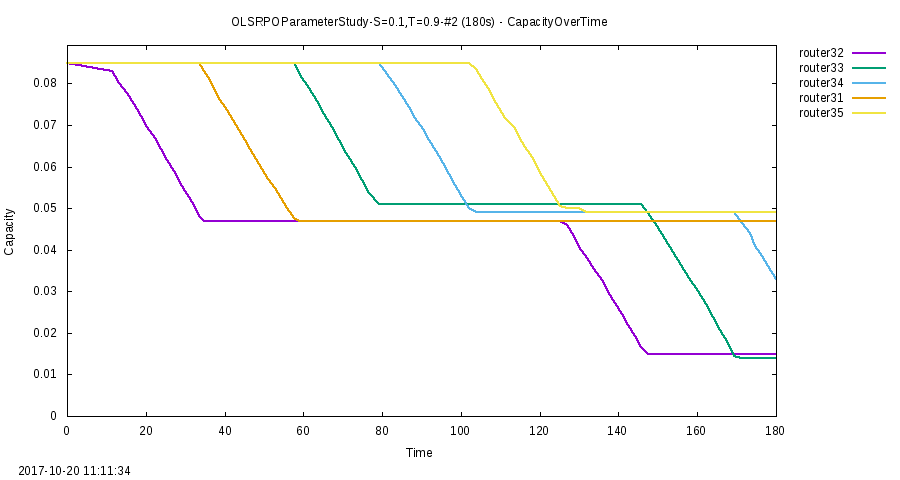 OLSRPOParameterStudy-S=0.1,T=0.9-#2 (180s) - CapacityOverTime
router32
router33
router34
router31
router35
0.08
0.07
0.06
0.05
0.04
0.03
0.02
0.01
0
Capacity
0 20 40 60 80 100 120 140 160 180
Time
2017-10-20 11:11:34